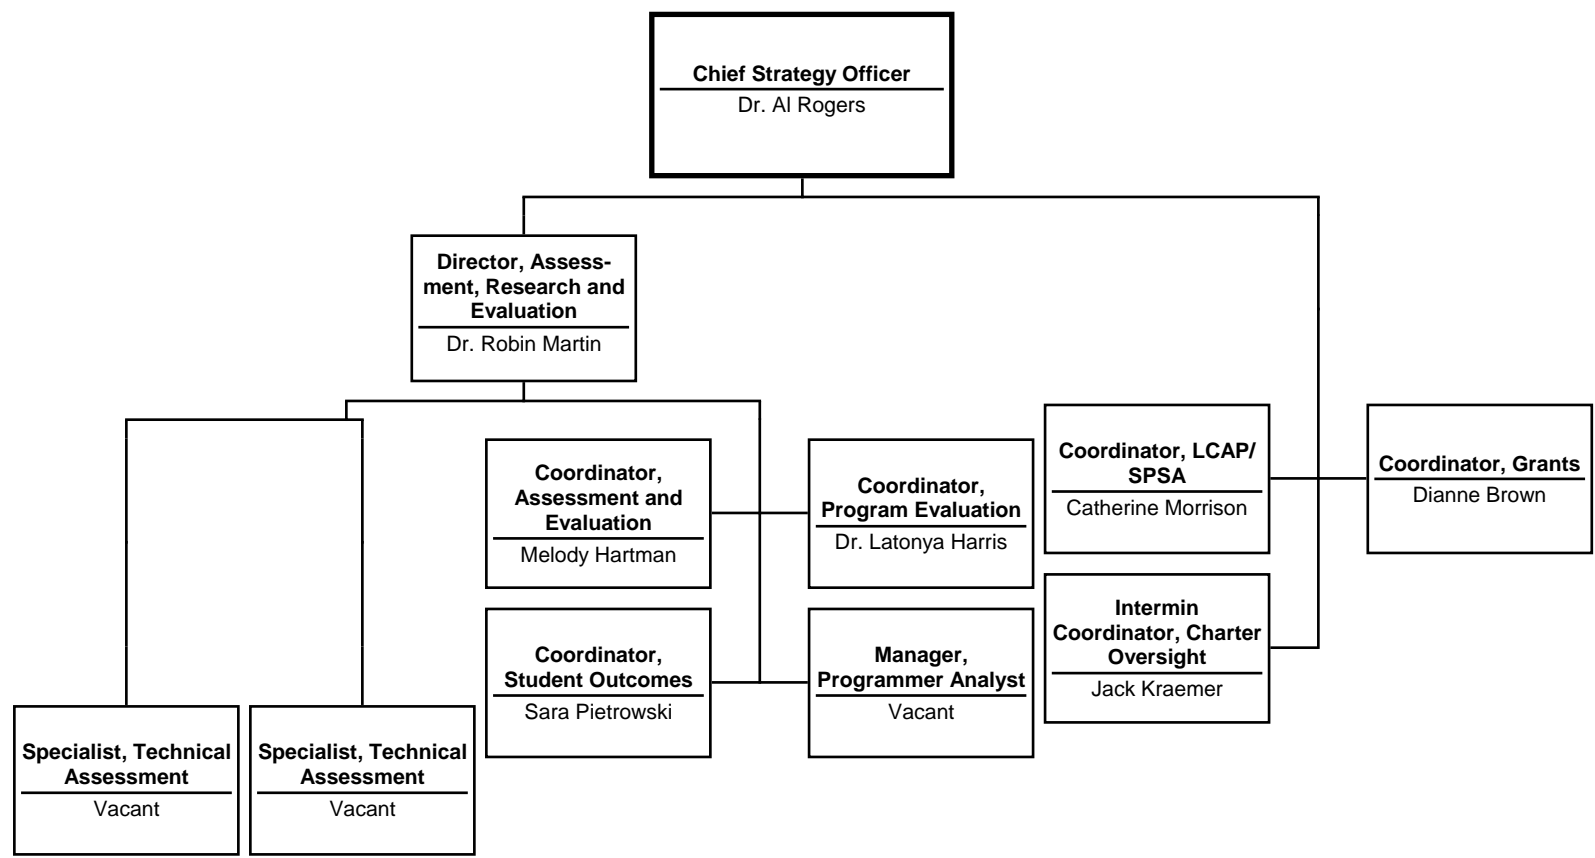 Chief Strategy Officer
Dr. Al Rogers
Director, Assess-
ment, Research and
Evaluation
Dr. Robin Martin
Coordinator,
Assessment and
Evaluation
Melody Hartman
Coordinator,
Program Evaluation
Dr. Latonya Harris
Coordinator, LCAP/
SPSA
Catherine Morrison
Coordinator, Grants
Dianne Brown
Coordinator,
Student Outcomes
Sara Pietrowski
Manager,
Programmer Analyst
Vacant
Intermin
Coordinator, Charter
Oversight
Jack Kraemer
Specialist, Technical
Assessment
Vacant
Specialist, Technical
Assessment
Vacant